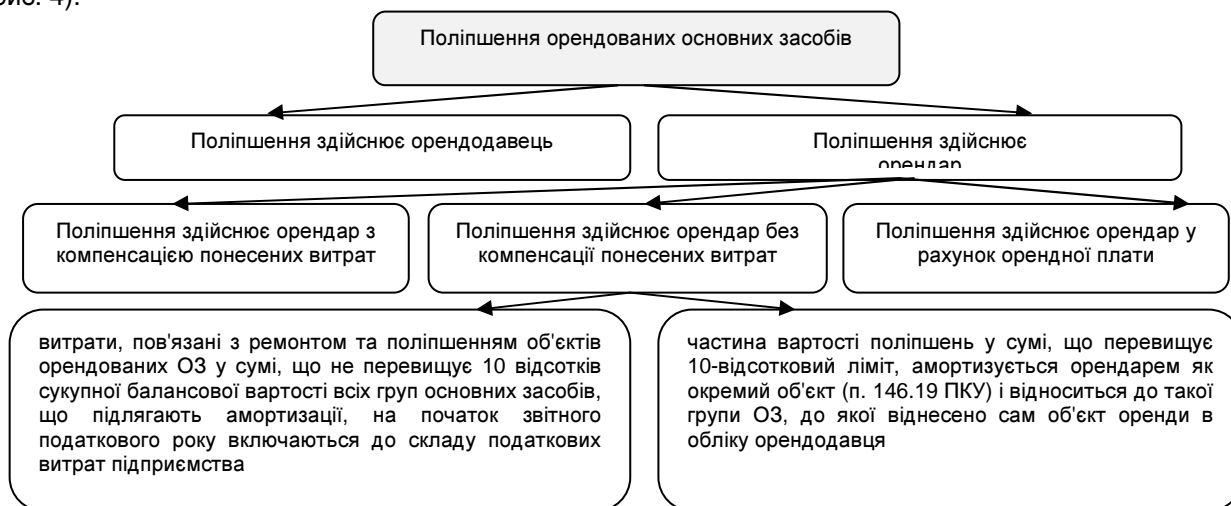 рис. 4).
Поліпшення орендованих основних засобів
Поліпшення здійснює орендодавець
Поліпшення здійснює
орендар
Поліпшення здійснює орендар з
компенсацією понесених витрат
Поліпшення здійснює орендар без
компенсації понесених витрат
Поліпшення здійснює орендар у
рахунок орендної плати
витрати, пов'язані з ремонтом та поліпшенням об'єктів
орендованих ОЗ у сумі, що не перевищує 10 відсотків
сукупної балансової вартості всіх груп основних засобів,
що підлягають амортизації, на початок звітного
податкового року включаються до складу податкових
витрат підприємства
частина вартості поліпшень у сумі, що перевищує
10-відсотковий ліміт, амортизується орендарем як
окремий об'єкт (п. 146.19 ПКУ) і відноситься до такої
групи ОЗ, до якої віднесено сам об'єкт оренди в
обліку орендодавця